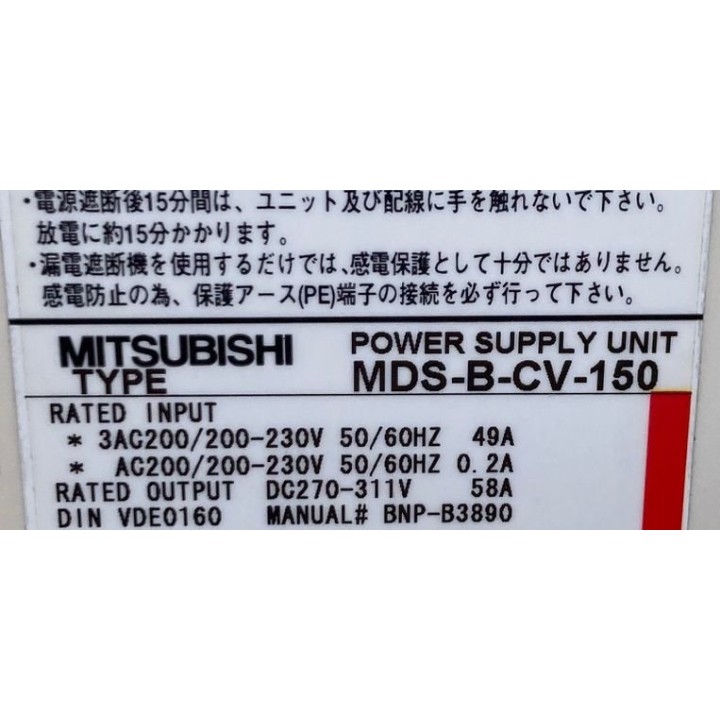 ・電源遮断後15分間は、ユニット及び配線に手を触れないで下さい。
放電に約15分かかります。
・漏電遮断機を使用するだけでは、感電保護として十分ではありません。
感電防止の為、保護アース(PE)端子の接続を必ず行って下さい。
MITSUBISHI POWER SUPPLY UNIT
TYPE MDS-B-CV-150
RATED INPUT
* 3AC200/200-230V 50/60HZ 49A
* AC200/200-230V 50/60HZ 0.2A
RATED OUTPUT DC270-311V 58A
DIN VDE0160 MANUAL# BNP-B3890